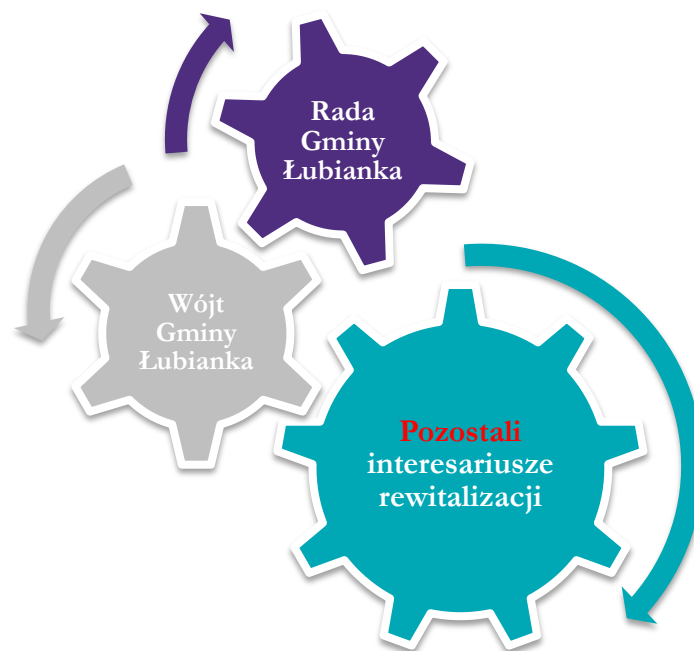 Rada
Gminy
Łubianka
Wójt
Gminy
Łubianka
Pozostali
interesariusze
rewitalizacji